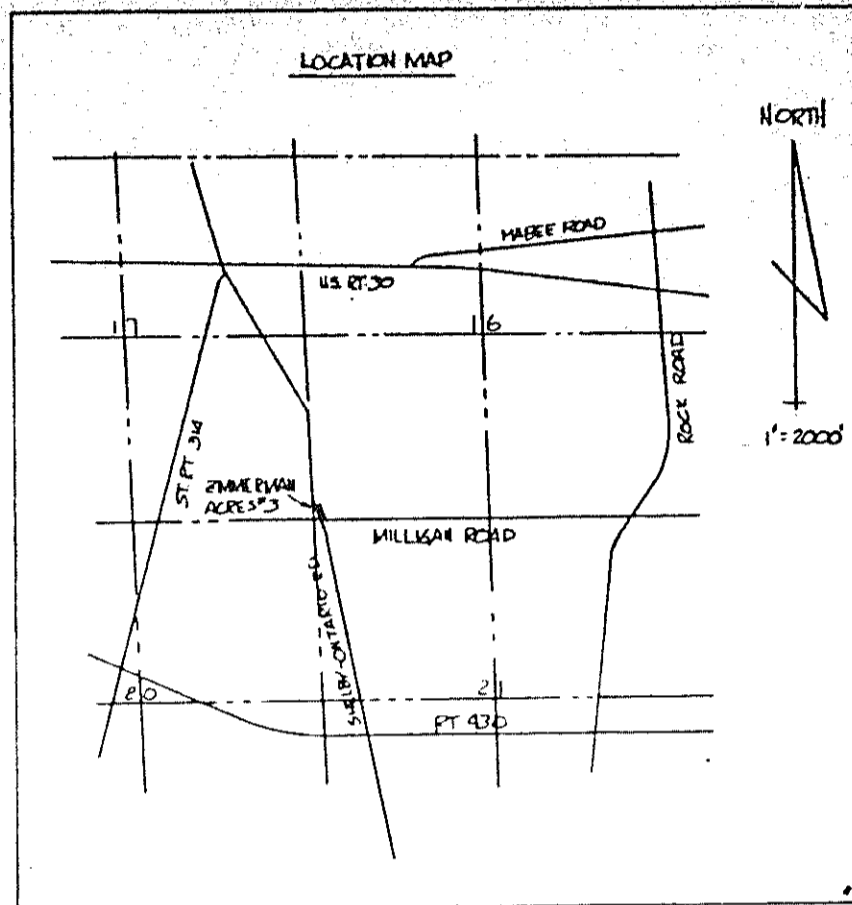 LOCATION MAP
NORTH
MABEE ROAD
U.S. RT. 30
17
16
ROCK ROAD
1" = 2000'
ST. RT 314
ZIMMERMAN
ACRES #3
MILLIGAN ROAD
SHELBY-ONTARIO RD
20
21
RT 430